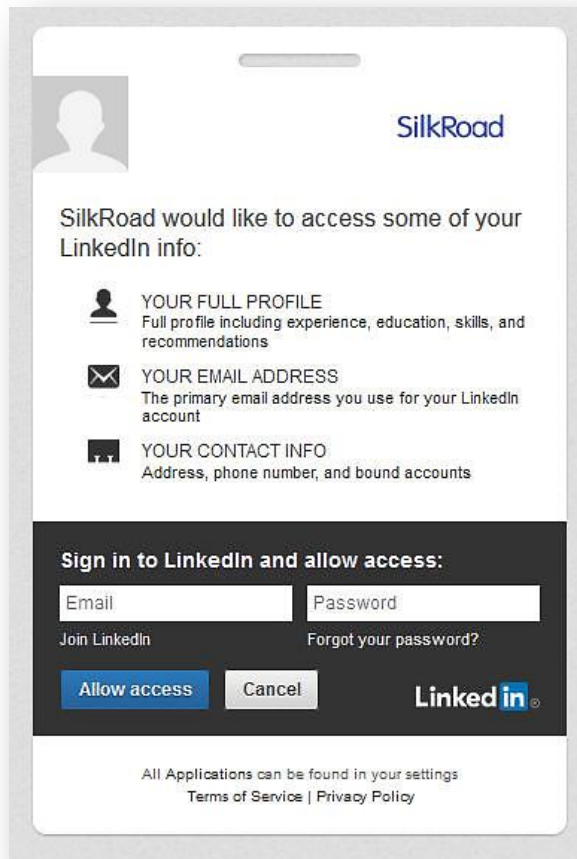 SilkRoad
SilkRoad would like to access some of your
LinkedIn info:
YOUR FULL PROFILE
Full profile including experience, education, skills, and
recommendations
YOUR EMAIL ADDRESS
The primary email address you use for your LinkedIn
account
YOUR CONTACT INFO
Address, phone number, and bound accounts
Sign in to LinkedIn and allow access:
Email Password
Join LinkedIn Forgot your password?
Allow access Cancel LinkedIn®
All Applications can be found in your settings
Terms of Service | Privacy Policy